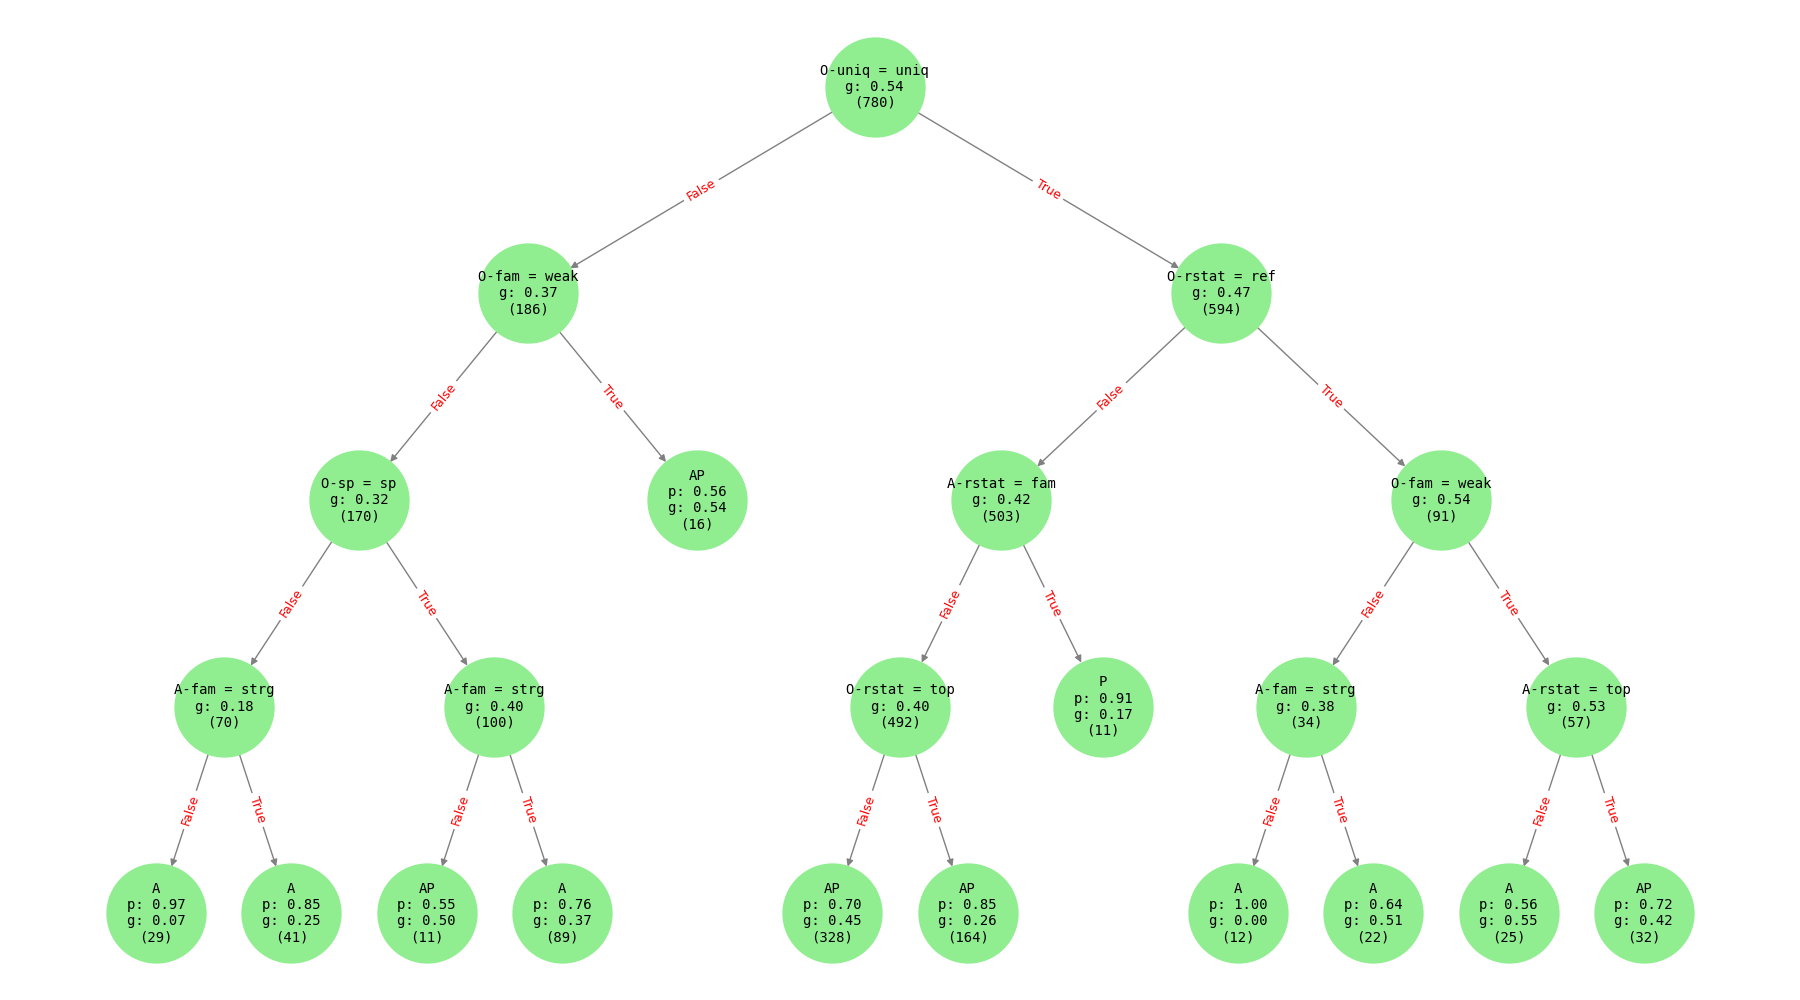 O-uniq = uniq
g: 0.54
(780)
False
True
O-fam = weak
g: 0.37
(186)
O-rstat = ref
g: 0.47
(594)
False
True
False
True
O-sp = sp
g: 0.32
(170)
AP
p: 0.56
g: 0.54
(16)
A-rstat = fam
g: 0.42
(503)
O-fam = weak
g: 0.54
(91)
False
True
False
True
False
True
A-fam = strg
g: 0.18
(70)
A-fam = strg
g: 0.40
(100)
O-rstat = top
g: 0.40
(492)
P
p: 0.91
g: 0.17
(11)
A-fam = strg
g: 0.38
(34)
A-rstat = top
g: 0.53
(57)
False
True
False
True
False
True
False
True
False
True
A
p: 0.97
g: 0.07
(29)
A
p: 0.85
g: 0.25
(41)
AP
p: 0.55
g: 0.50
(11)
A
p: 0.76
g: 0.37
(89)
AP
p: 0.70
g: 0.45
(328)
AP
p: 0.85
g: 0.26
(164)
A
p: 1.00
g: 0.00
(12)
A
p: 0.64
g: 0.51
(22)
A
p: 0.56
g: 0.55
(25)
AP
p: 0.72
g: 0.42
(32)